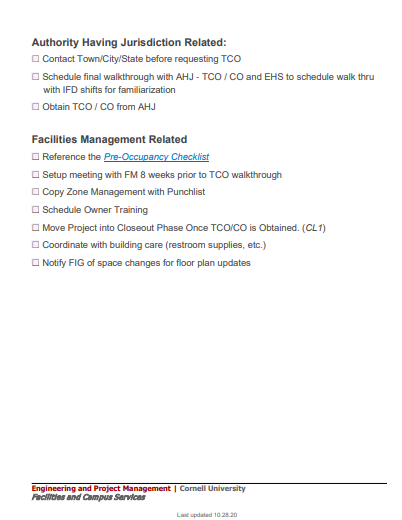 Authority Having Jurisdiction Related:
☐ Contact Town/City/State before requesting TCO
☐ Schedule final walkthrough with AHJ - TCO / CO and EHS to schedule walk thru
with IFD shifts for familiarization
☐ Obtain TCO / CO from AHJ
Facilities Management Related
☐ Reference the Pre-Occupancy Checklist
☐ Setup meeting with FM 8 weeks prior to TCO walkthrough
☐ Copy Zone Management with Punchlist
☐ Schedule Owner Training
☐ Move Project into Closeout Phase Once TCO/CO is Obtained. (CL1)
☐ Coordinate with building care (restroom supplies, etc.)
☐ Notify FIG of space changes for floor plan updates
Engineering and Project Management | Cornell University
Facilities and Campus Services
Last updated 10.28.20